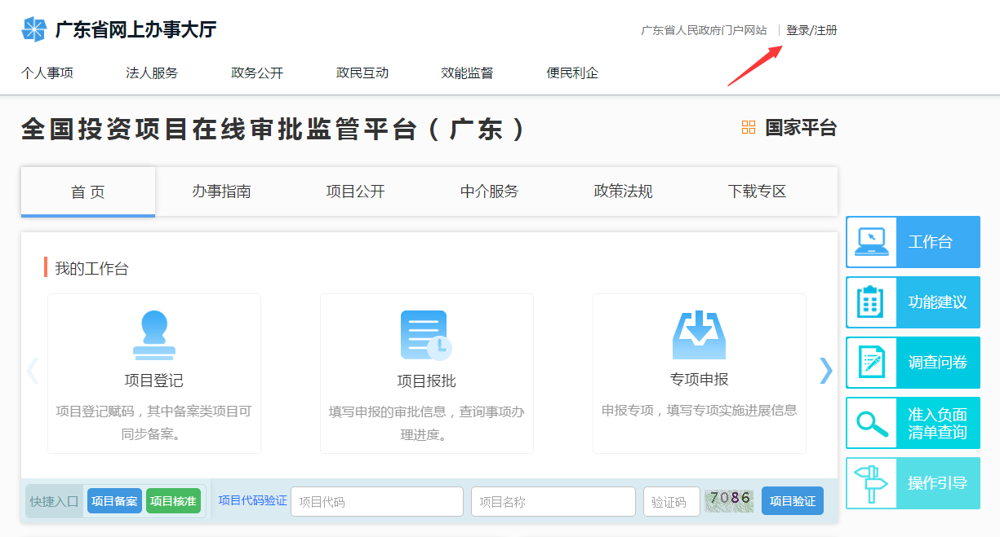 广东省网上办事大厅
广东省人民政府门户网站 登录/注册
个人事项 法人服务 政务公开 政民互动 效能监督 便民利企
全国投资项目在线审批监管平台（广东）
国家平台
首 页 办事指南 项目公开 中介服务 政策法规 下载专区
我的工作台
项目登记
项目登记赋码，其中备案类项目可
同步备案。
项目报批
填写申报的审批信息，查询事项办
理进度。
专项申报
申报专项，填写专项实施进展信息
快捷入口 项目备案 项目核准 项目代码验证 项目代码 项目名称 验证码 7086 项目验证
工作台
功能建议
调查问卷
准入负面
清单查询
操作引导